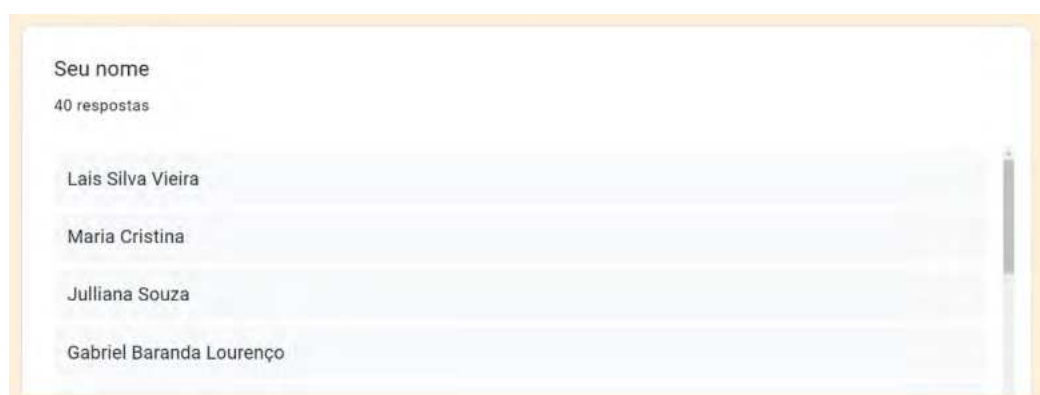 Seu nome
40 respostas
Lais Silva Vieira
Maria Cristina
Julliana Souza
Gabriel Baranda Lourenço